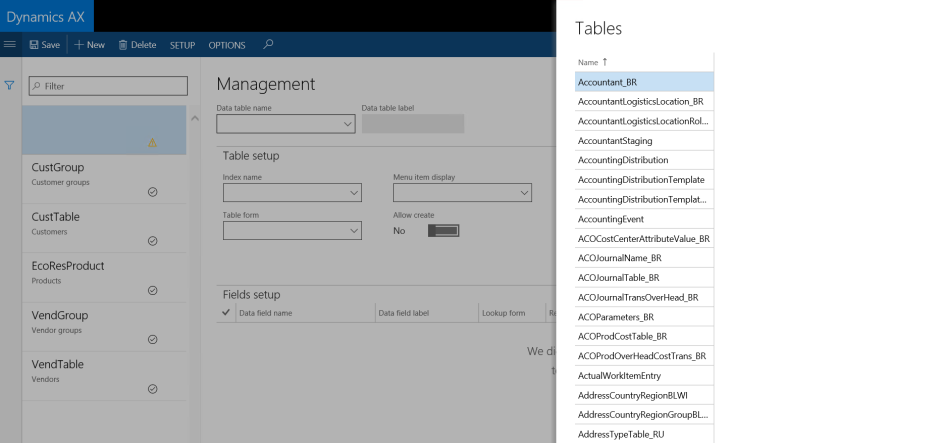 Dynamics AX
Save
New
Delete
SETUP
OPTIONS
Filter
CustGroup
Customer groups
CustTable
Customers
EcoResProduct
Products
VendGroup
Vendor groups
VendTable
Vendors
Management
Data table name
Data table label
Table setup
Index name
Menu item display
Table form
Allow create
No
Fields setup
Data field name
Data field label
Lookup form
We di
Tables
Name
Accountant_BR
AccountantLogisticsLocation_BR
AccountantLogisticsLocationRol...
AccountantStaging
AccountingDistribution
AccountingDistributionTemplate
AccountingDistributionTemplat...
AccountingEvent
ACOCostCenterAttributeValue_BR
ACOJournalName_BR
ACOJournalTable_BR
ACOJournalTransOverHead_BR
ACOParameters_BR
ACOProdCostTable_BR
ACOProdOverHeadCostTrans_BR
ActualWorkItemEntry
AddressCountryRegionBLWI
AddressCountryRegionGroupBL...
AddressTypeTable_RU